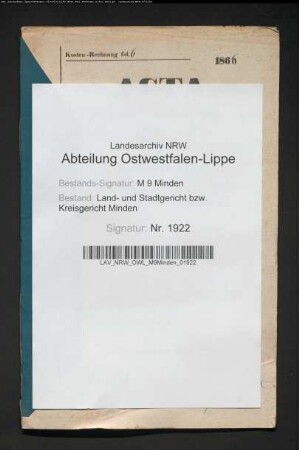 Kosten-Rechnung fol. 6
1866
ACTA
Landesarchiv NRW
Abteilung Ostwestfalen-Lippe
Bestands-Signatur: M 9 Minden
Bestand: Land- und Stadtgericht bzw.
Kreisgericht Minden
Signatur: Nr. 1922
LAV_NRW_OWL_M9Minden_01922